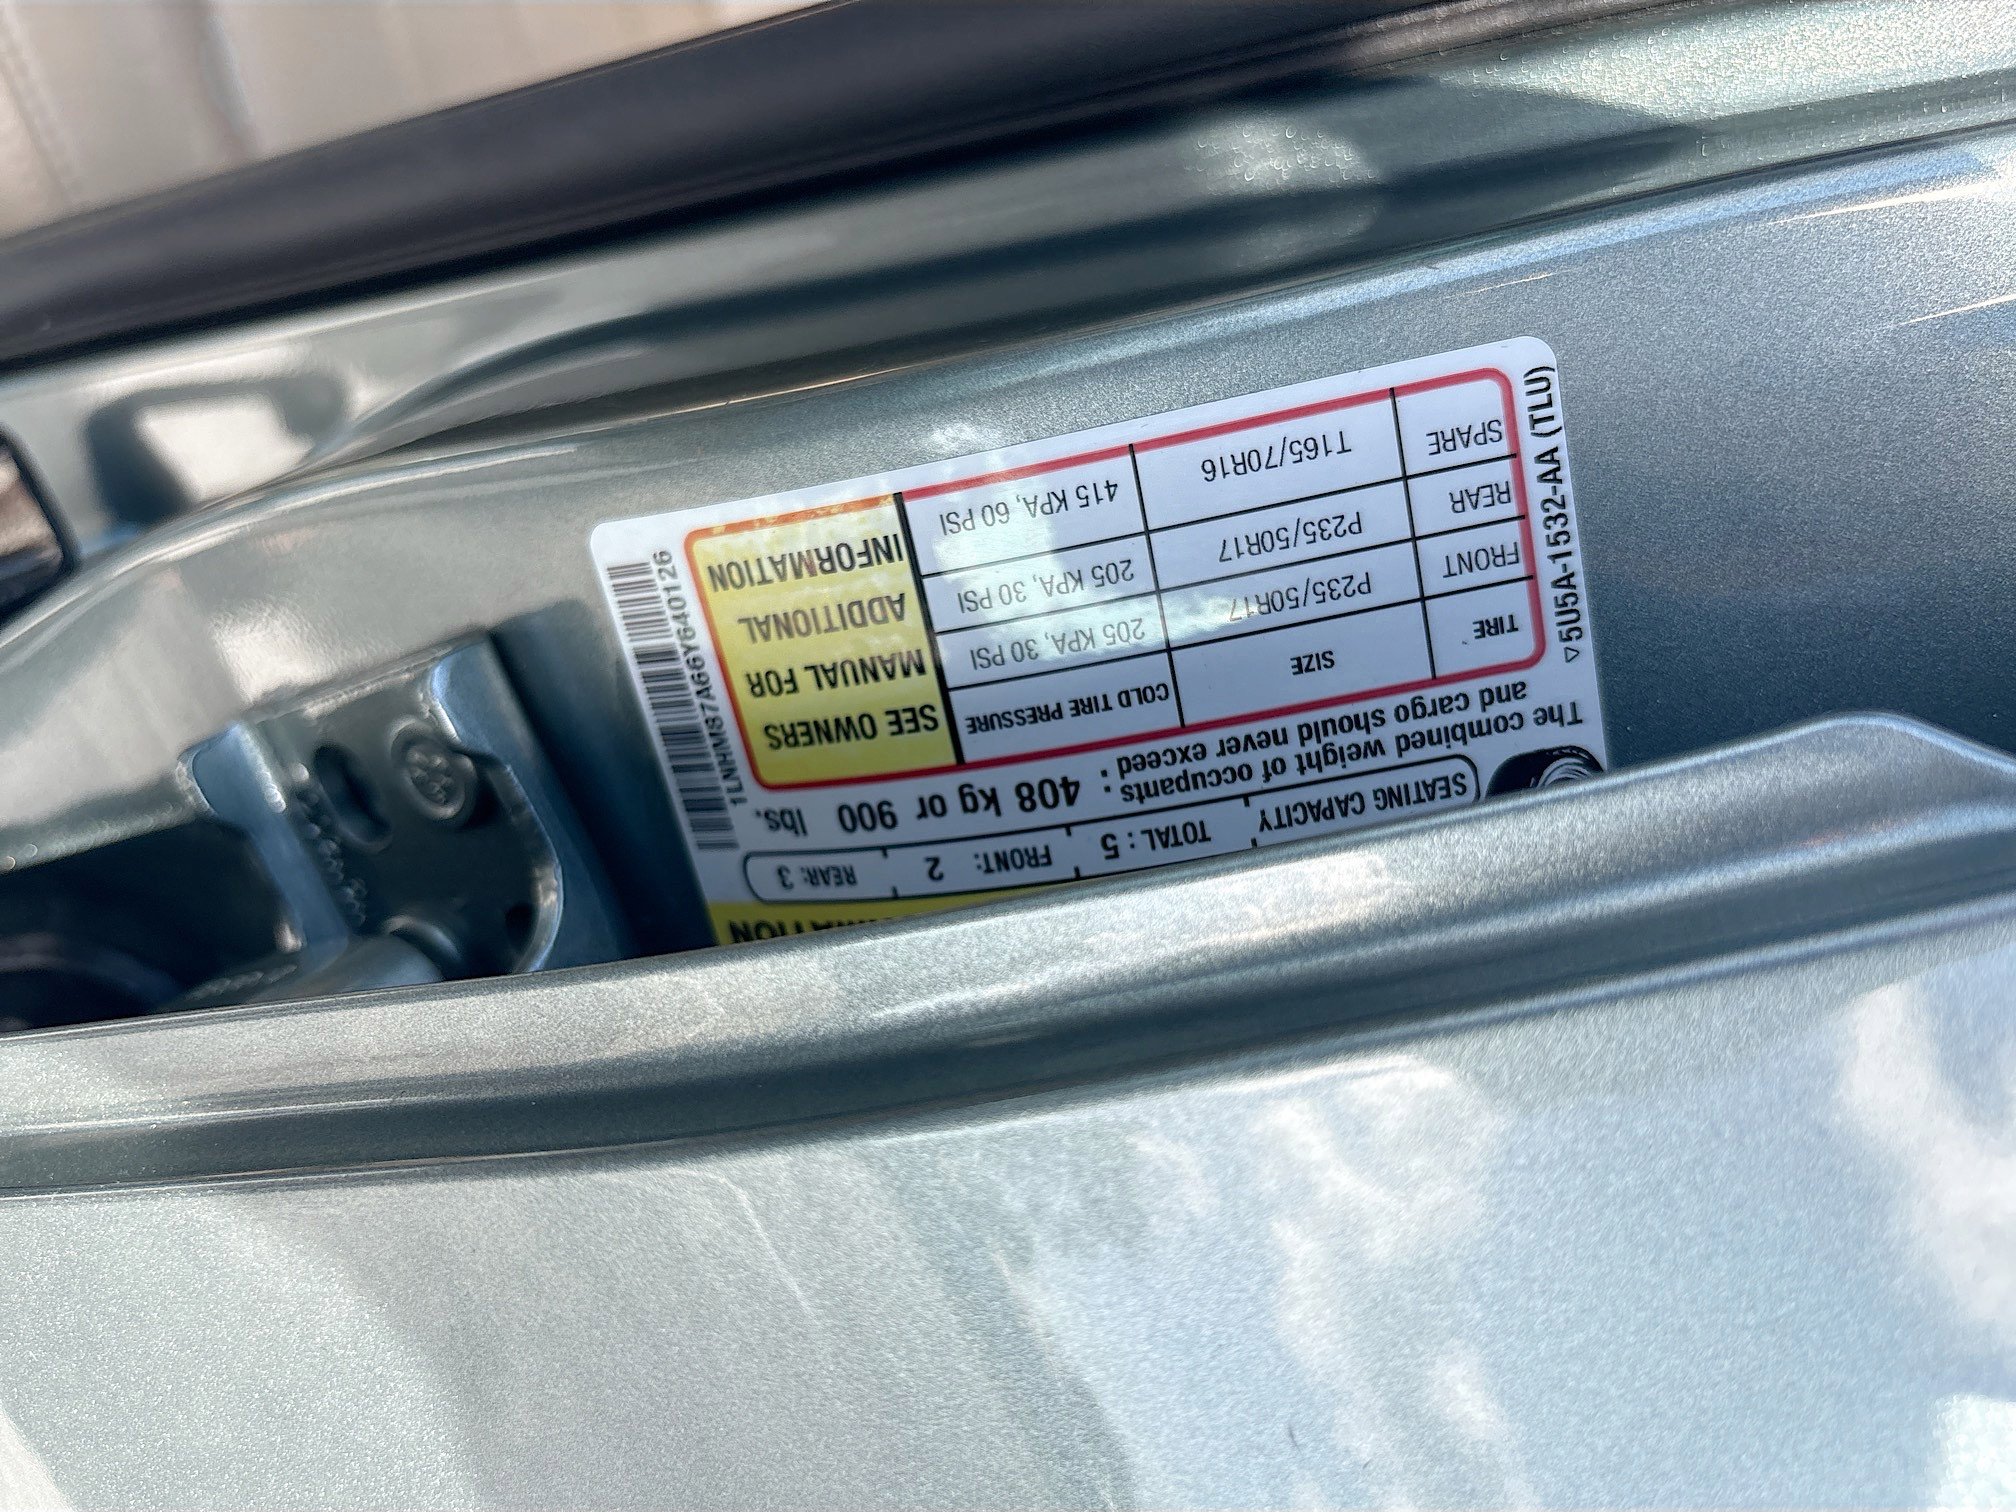 MATION
SEATING CAPACITY TOTAL : 5 FRONT: 2 REAR: 3
The combined weight of occupants : 408 kg or 900 lbs.
and cargo should never exceed
TIRE SIZE COLD TIRE PRESSURE
FRONT P235/50R17 205 KPA, 30 PSI
REAR P235/50R17 205 KPA, 30 PSI
SPARE T165/70R16 415 KPA, 60 PSI
SEE OWNERS
MANUAL FOR
ADDITIONAL
INFORMATION
5U5A-1532-AA (TLU)
1LNHM87A66Y640126